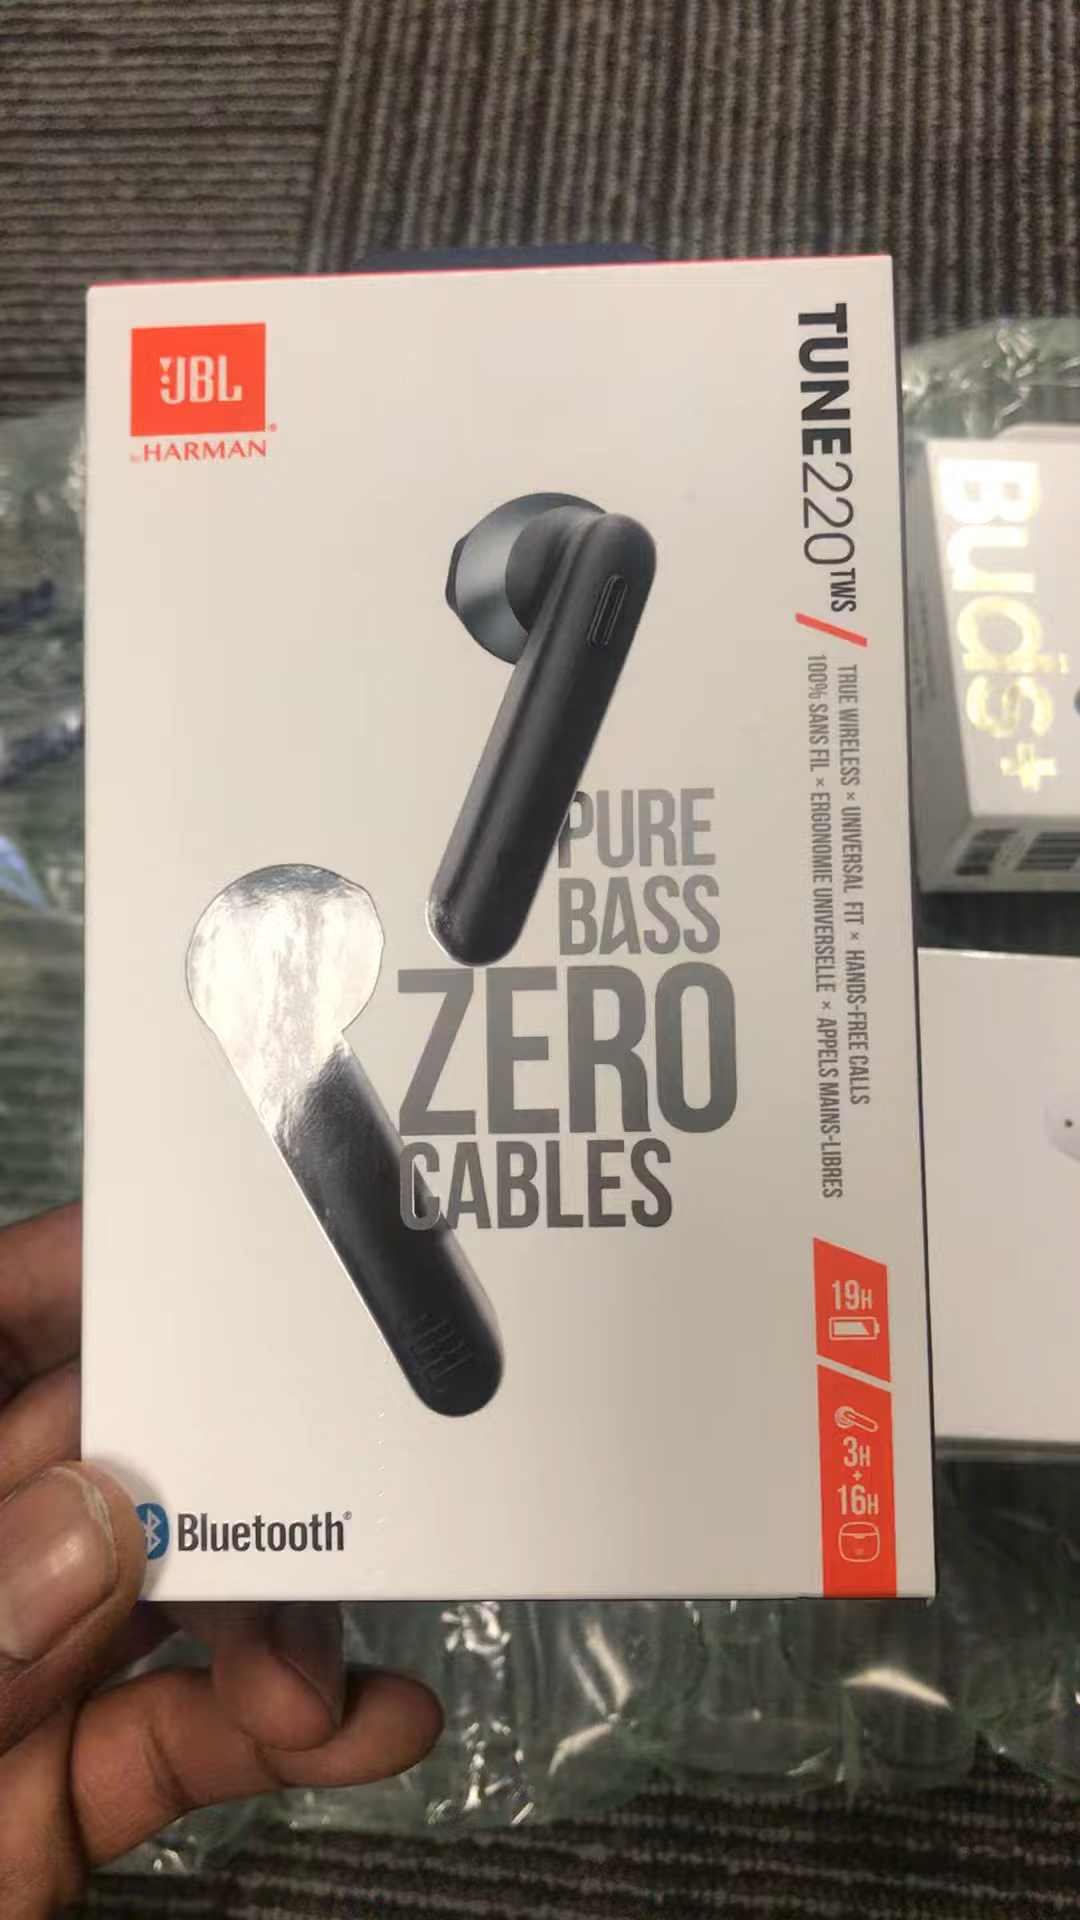 JBL
by HARMAN
TUNE220TWS
TRUE WIRELESS × UNIVERSAL FIT × HANDS-FREE CALLS
100% SANS FIL × ERGONOMIE UNIVERSELLE × APPELS MAINS-LIBRES
PURE
BASS
ZERO
CABLES
JBL
19H
3H
+
16H
Bluetooth®
Buds+